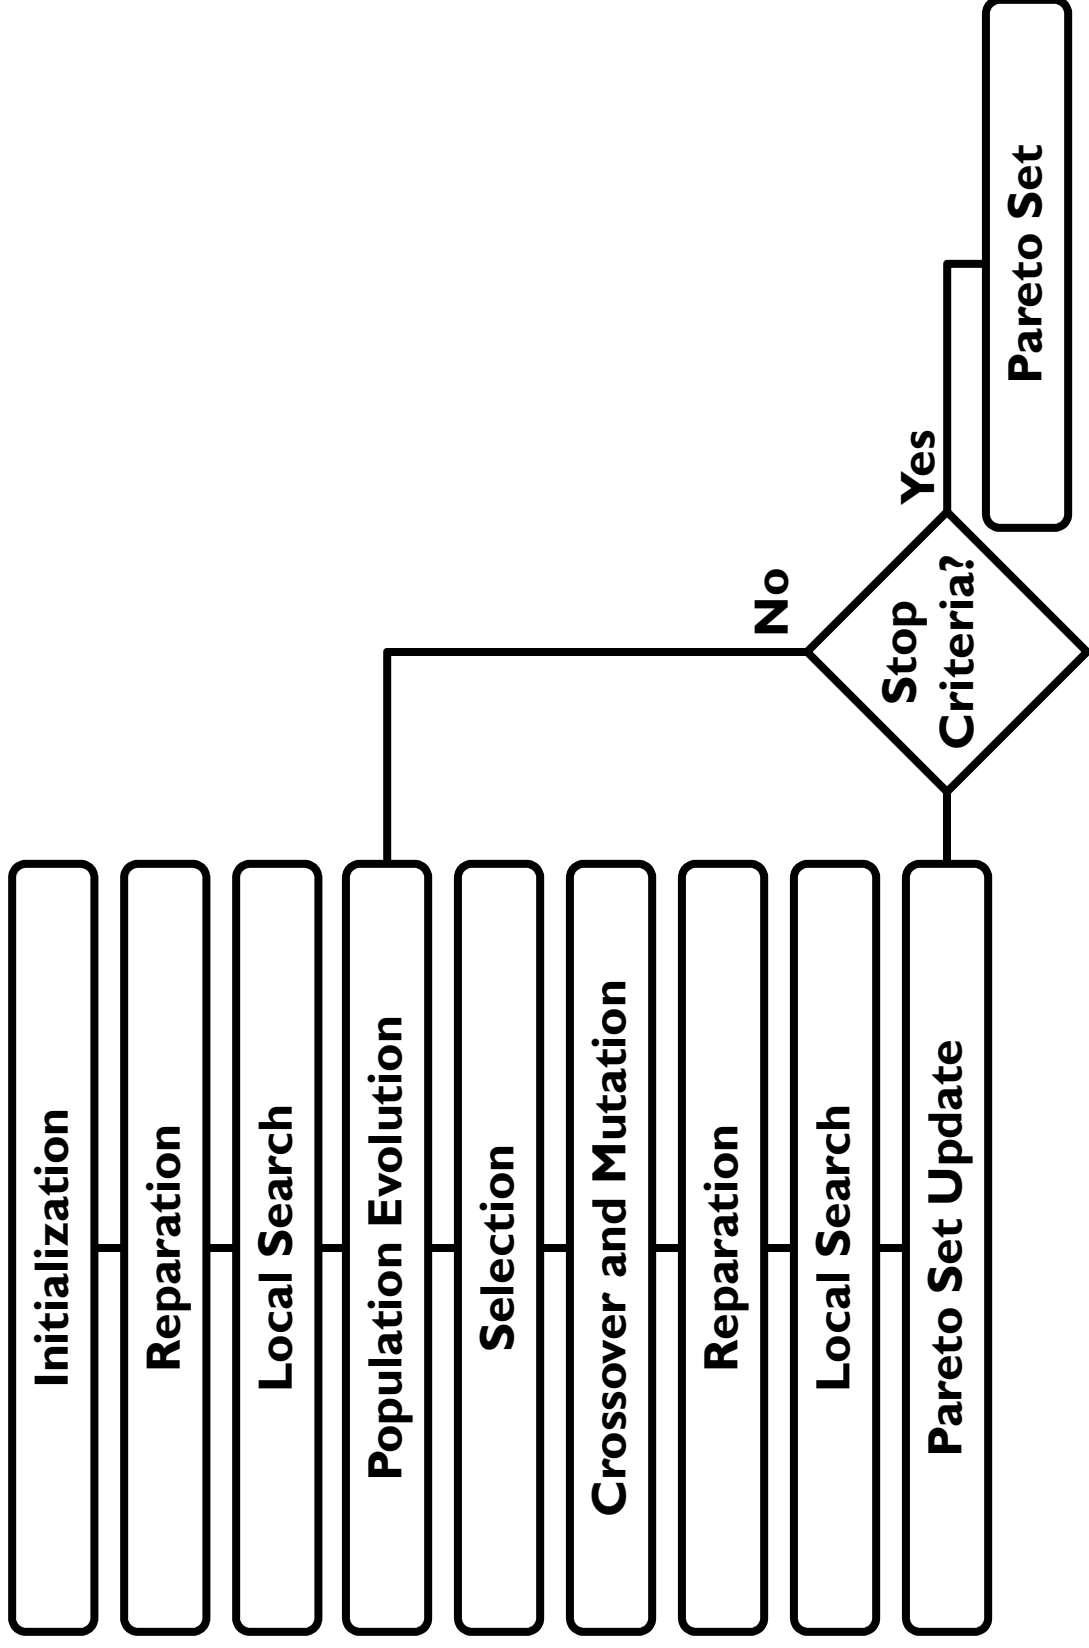 Initialization
Reparation
Local Search
Population Evolution
Selection
Crossover and Mutation
Reparation
Local Search
Pareto Set Update
Stop
Criteria?
No
Yes
Pareto Set